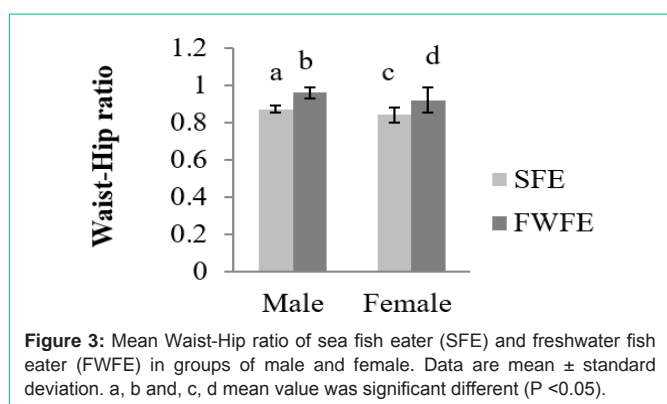 1.2
1
0.8
0.6
0.4
0.2
0
Waist-Hip ratio
a b c d
SFE
FWFE
Male Female
Figure 3: Mean Waist-Hip ratio of sea fish eater (SFE) and freshwater fish
eater (FWFE) in groups of male and female. Data are mean ± standard
deviation. a, b and, c, d mean value was significant different (P <0.05).